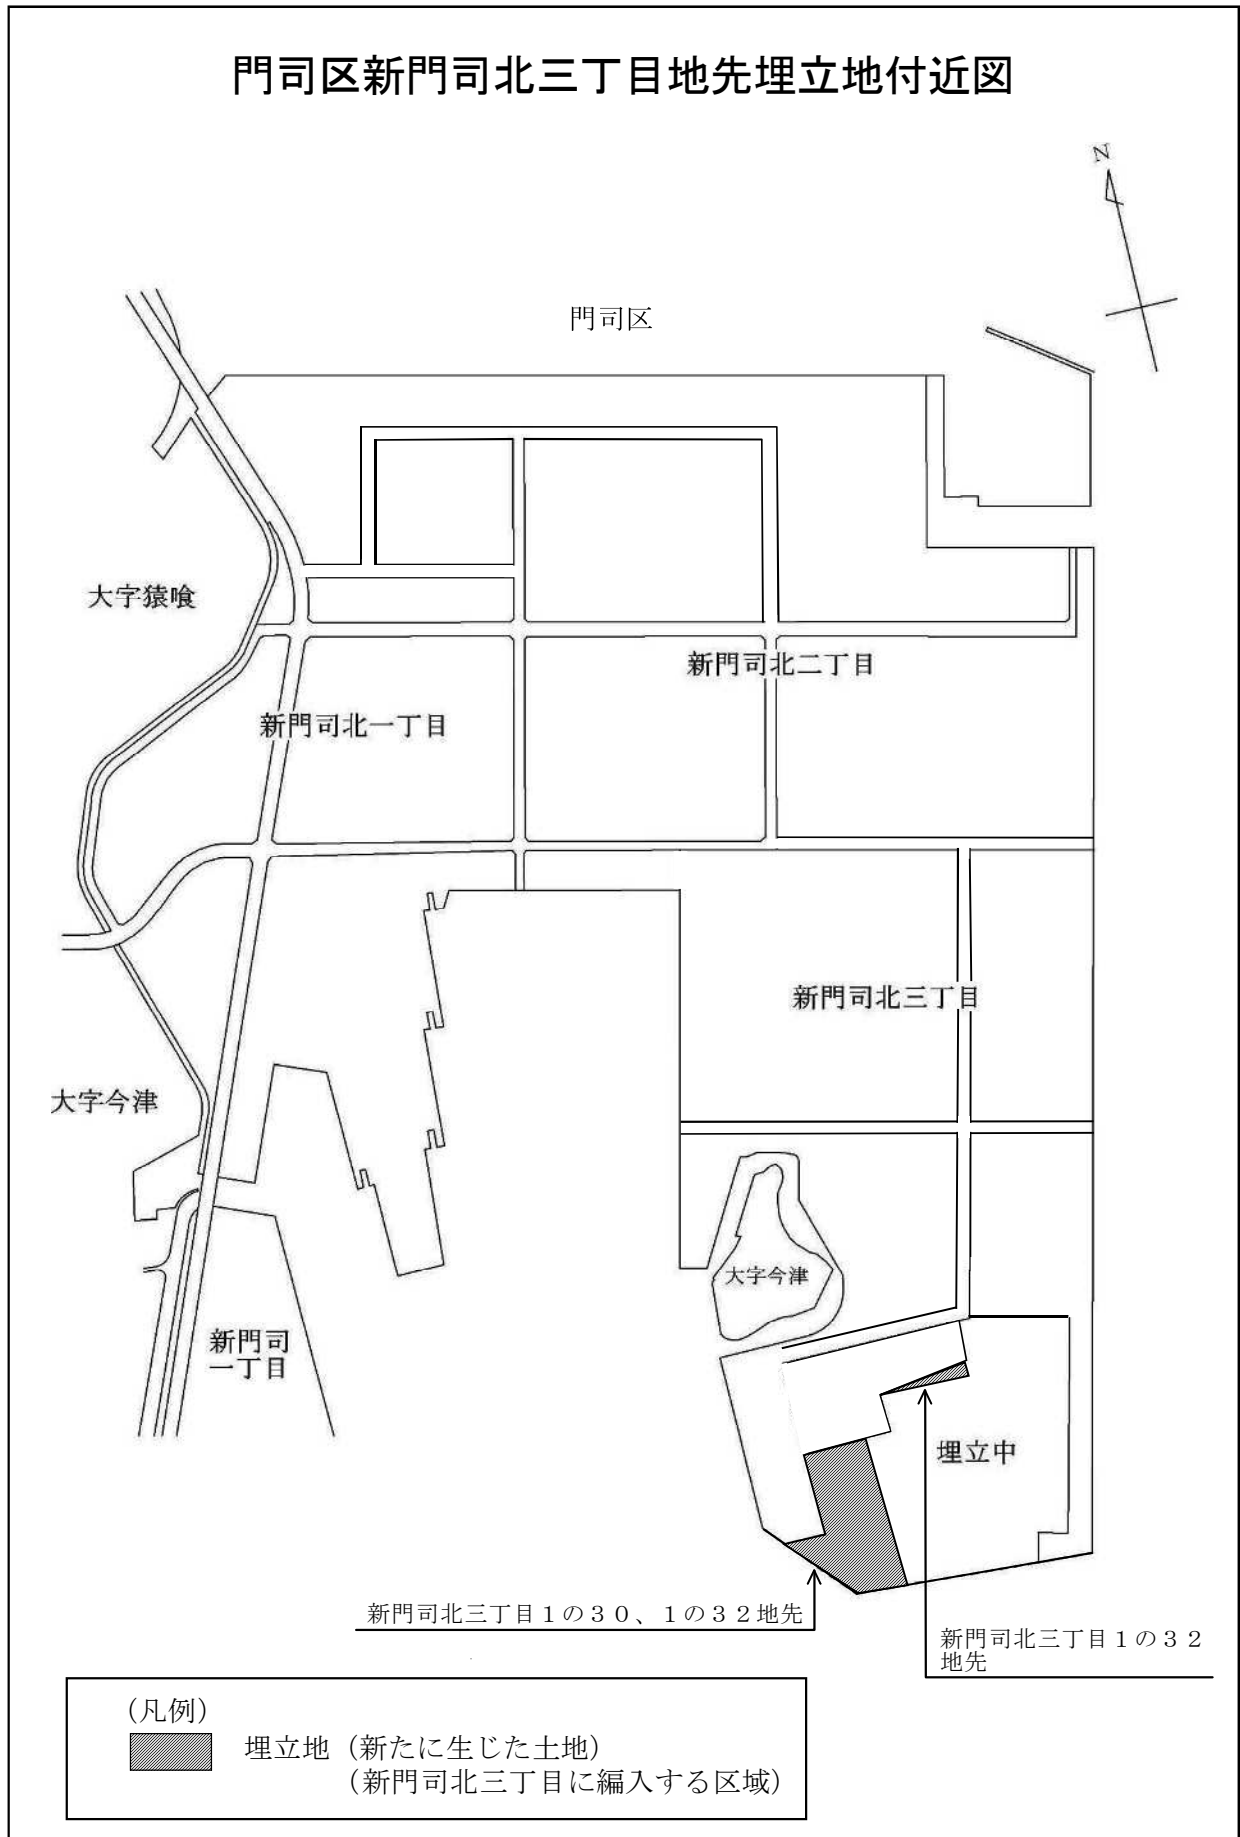 門司区新門司北三丁目地先埋立地付近図
N
門司区
大字猿喰
新門司北二丁目
新門司北一丁目
新門司北三丁目
大字今津
大字今津
新門司
一丁目
埋立中
新門司北三丁目1の30、1の32地先
新門司北三丁目1の32
地先
(凡例)
埋立地(新たに生じた土地)
(新門司北三丁目に編入する区域)